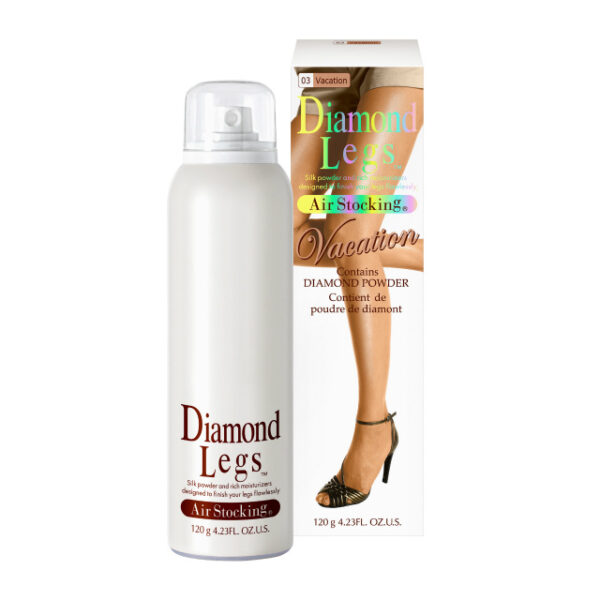 03 Vacation
Diamond
Legs™
Silk powder and rich moisturizers
designed to finish your legs flawlessly
Air Stocking®
Vacation
Contains
DIAMOND POWDER
Contient de
poudre de diamont
120 g 4.23FL. OZ.U.S.
Diamond
Legs™
Silk powder and rich moisturizers
designed to finish your legs flawlessly
Air Stocking®
120 g 4.23FL. OZ.U.S.